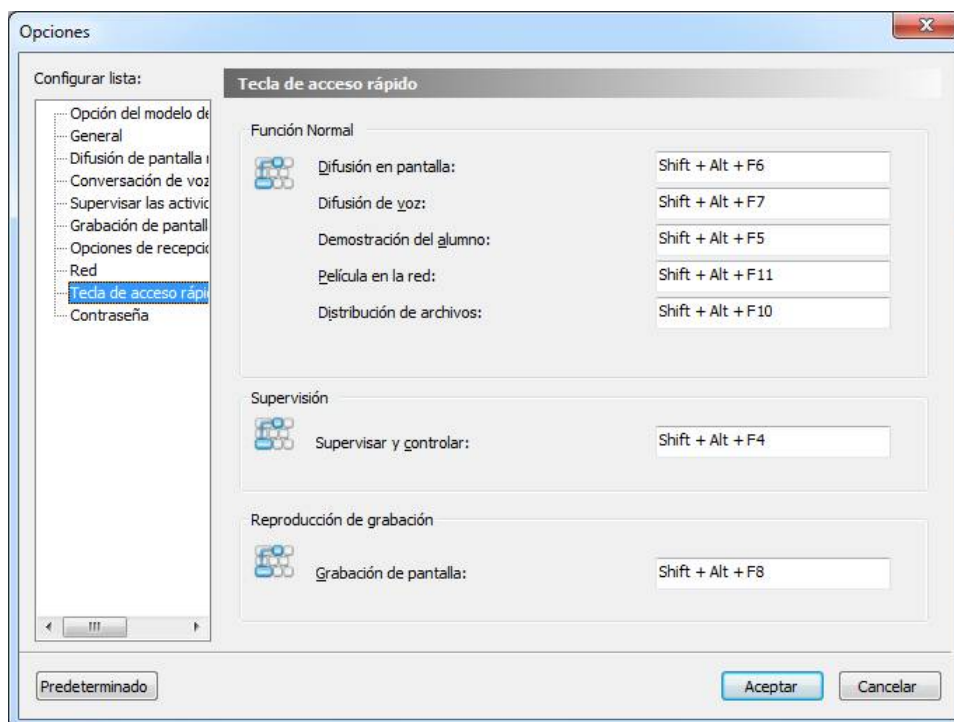 Opciones
Configurar lista:
Opción del modelo de
General
Difusión de pantalla
Conversación de voz
Supervisar las activi
Grabación de pantall
Opciones de recepci
Red
Tecla de acceso rápi
Contraseña
Tecla de acceso rápido
Función Normal
Difusión en pantalla: Shift + Alt + F6
Difusión de voz: Shift + Alt + F7
Demostración del alumno: Shift + Alt + F5
Película en la red: Shift + Alt + F11
Distribución de archivos: Shift + Alt + F10
Supervisión
Supervisar y controlar: Shift + Alt + F4
Reproducción de grabación
Grabación de pantalla: Shift + Alt + F8
Predeterminado
Aceptar
Cancelar